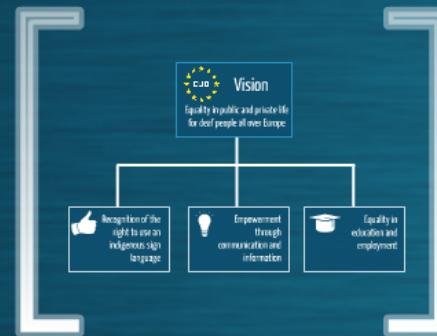 EUD
Vision
Equality in public and private life
for deaf people all over Europe
Recognition of the
right to use an
indigenous sign
language
Empowerment
through
communication and
information
Equality in
education and
employment